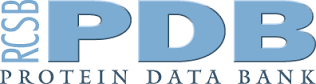 RCSB PDB
PROTEIN DATA BANK